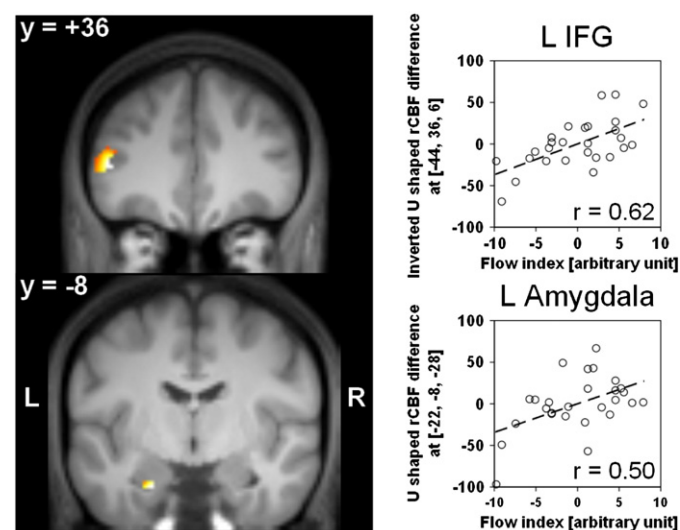 y = +36
y = -8
L
R
L IFG
Inverted U shaped rCBF difference
at [-44, 36, 6]
100
50
0
-50
-100
r = 0.62
-10 -5 0 5 10
Flow index [arbitrary unit]
L Amygdala
U shaped rCBF difference
at [-22, -8, -28]
100
50
0
-50
-100
r = 0.50
-10 -5 0 5 10
Flow index [arbitrary unit]